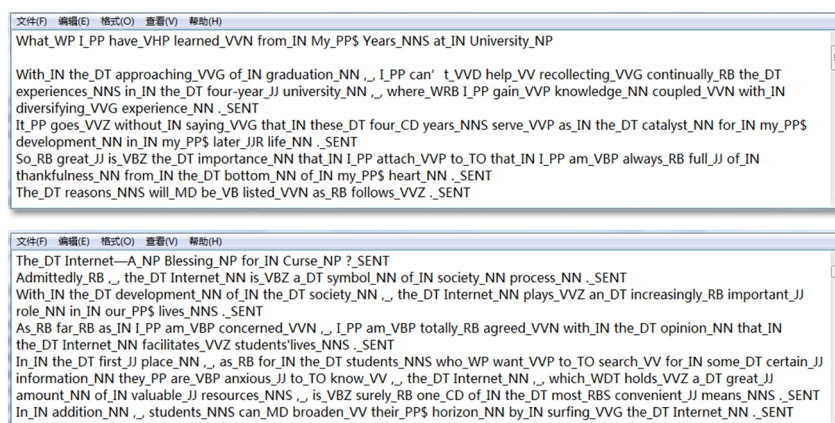 文件(F) 编辑(E) 格式(O) 查看(V) 帮助(H)
What_WP I_PP have_VHP learned_VVN from_IN My_PP$ Years_NNS at_IN University_NP
With_IN the_DT approaching_VVG of_IN graduation_NN ,_, I_PP can't_VVD help_VV recollecting_VVG continually_RB the_DT
experiences_NNS in_IN the_DT four-year_JJ university_NN ,_, where_WRB I_PP gain_VVP knowledge_NN coupled_VVN with_IN
diversifying_VVG experience_NN ._SENT
It_PP goes_VVZ without_IN saying_VVG that_IN these_DT four_CD years_NNS serve_VVP as_IN the_DT catalyst_NN for_IN my_PP$
development_NN in_IN my_PP$ later_JJR life_NN ._SENT
So_RB great_JJ is_VBZ the_DT importance_NN that_IN I_PP attach_VVP to_TO that_IN I_PP am_VBP always_RB full_JJ of_IN
thankfulness_NN from_IN the_DT bottom_NN of_IN my_PP$ heart_NN ._SENT
The_DT reasons_NNS will_MD be_VB listed_VVN as_RB follows_VVZ ._SENT
文件(F) 编辑(E) 格式(O) 查看(V) 帮助(H)
The_DT Internet—A_NP Blessing_NP for_IN Curse_NP ?_SENT
Admittedly_RB ,_, the_DT Internet_NN is_VBZ a_DT symbol_NN of_IN society_NN process_NN ._SENT
With_IN the_DT development_NN of_IN the_DT society_NN ,_, the_DT Internet_NN plays_VVZ an_DT increasingly_RB important_JJ
role_NN in_IN our_PP$ lives_NNS ._SENT
As_RB far_RB as_IN I_PP am_VBP concerned_VVN ,_, I_PP am_VBP totally_RB agreed_VVN with_IN the_DT opinion_NN that_IN
the_DT Internet_NN facilitates_VVZ students'lives_NNS ._SENT
In_IN the_DT first_JJ place_NN ,_, as_RB for_IN the_DT students_NNS who_WP want_VVP to_TO search_VV for_IN some_DT certain_JJ
information_NN they_PP are_VBP anxious_JJ to_TO know_VV ,_, the_DT Internet_NN ,_, which_WDT holds_VVZ a_DT great_JJ
amount_NN of_IN valuable_JJ resources_NNS ,_, is_VBZ surely_RB one_CD of_IN the_DT most_RBS convenient_JJ means_NNS ._SENT
In_IN addition_NN ,_, students_NNS can_MD broaden_VV their_PP$ horizon_NN by_IN surfing_VVG the_DT Internet_NN ._SENT